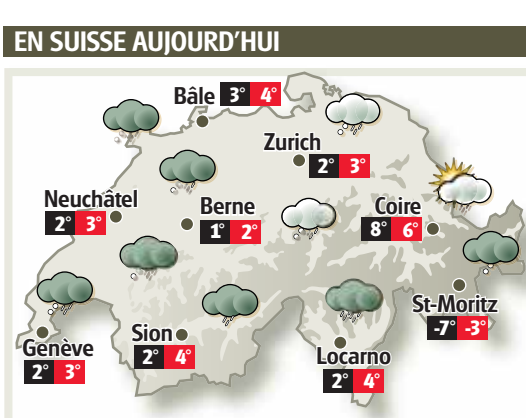 EN SUISSE AUJOURD'HUI
Bâle 3° 4°
Zurich
2° 3°
Neuchâtel
2° 3°
Berne
1° 2°
Coire
8° 6°
St-Moritz
-7° -3°
Genève
2° 3°
Sion
2° 4°
Locarno
2° 4°